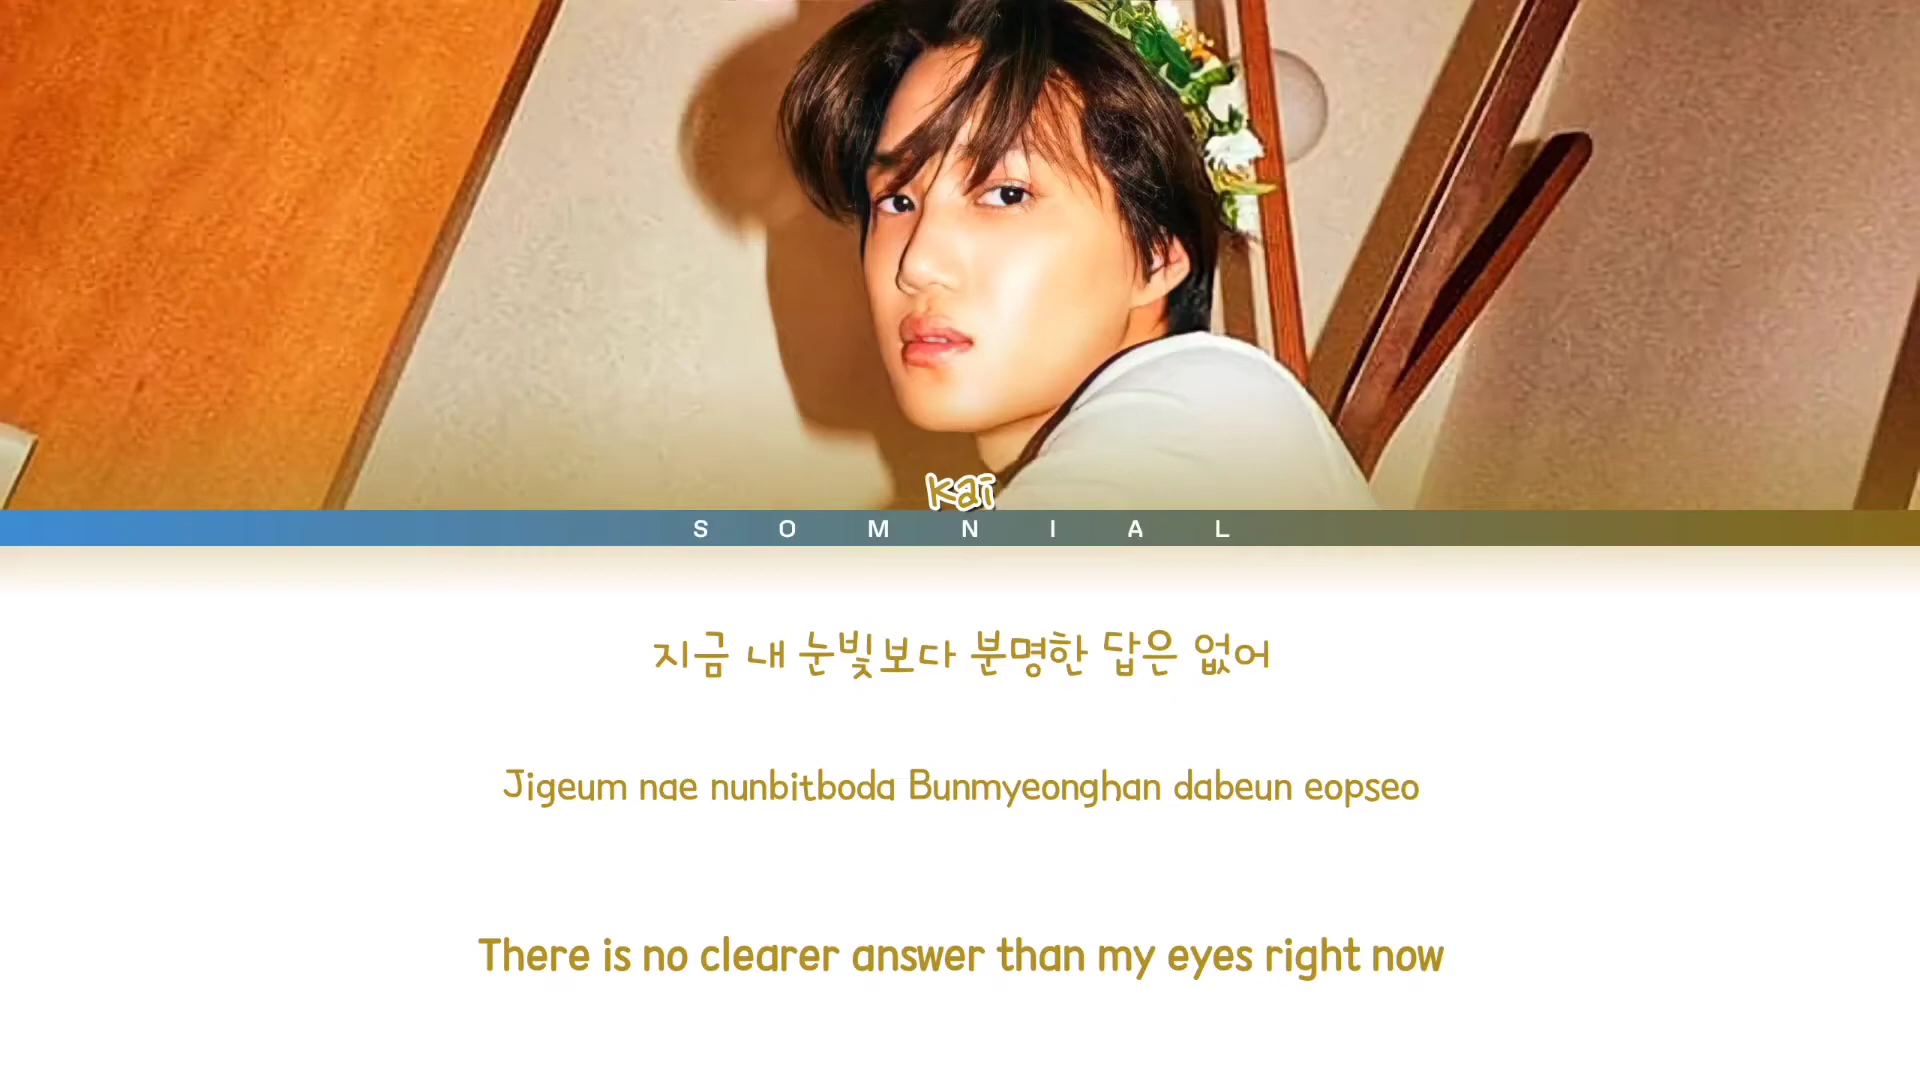 Kai
SOMNIAL
지금 내 눈빛보다 분명한 답은 없어
Jigeum nae nunbitboda Bunmyeonghan dabeun eopseo
There is no clearer answer than my eyes right now